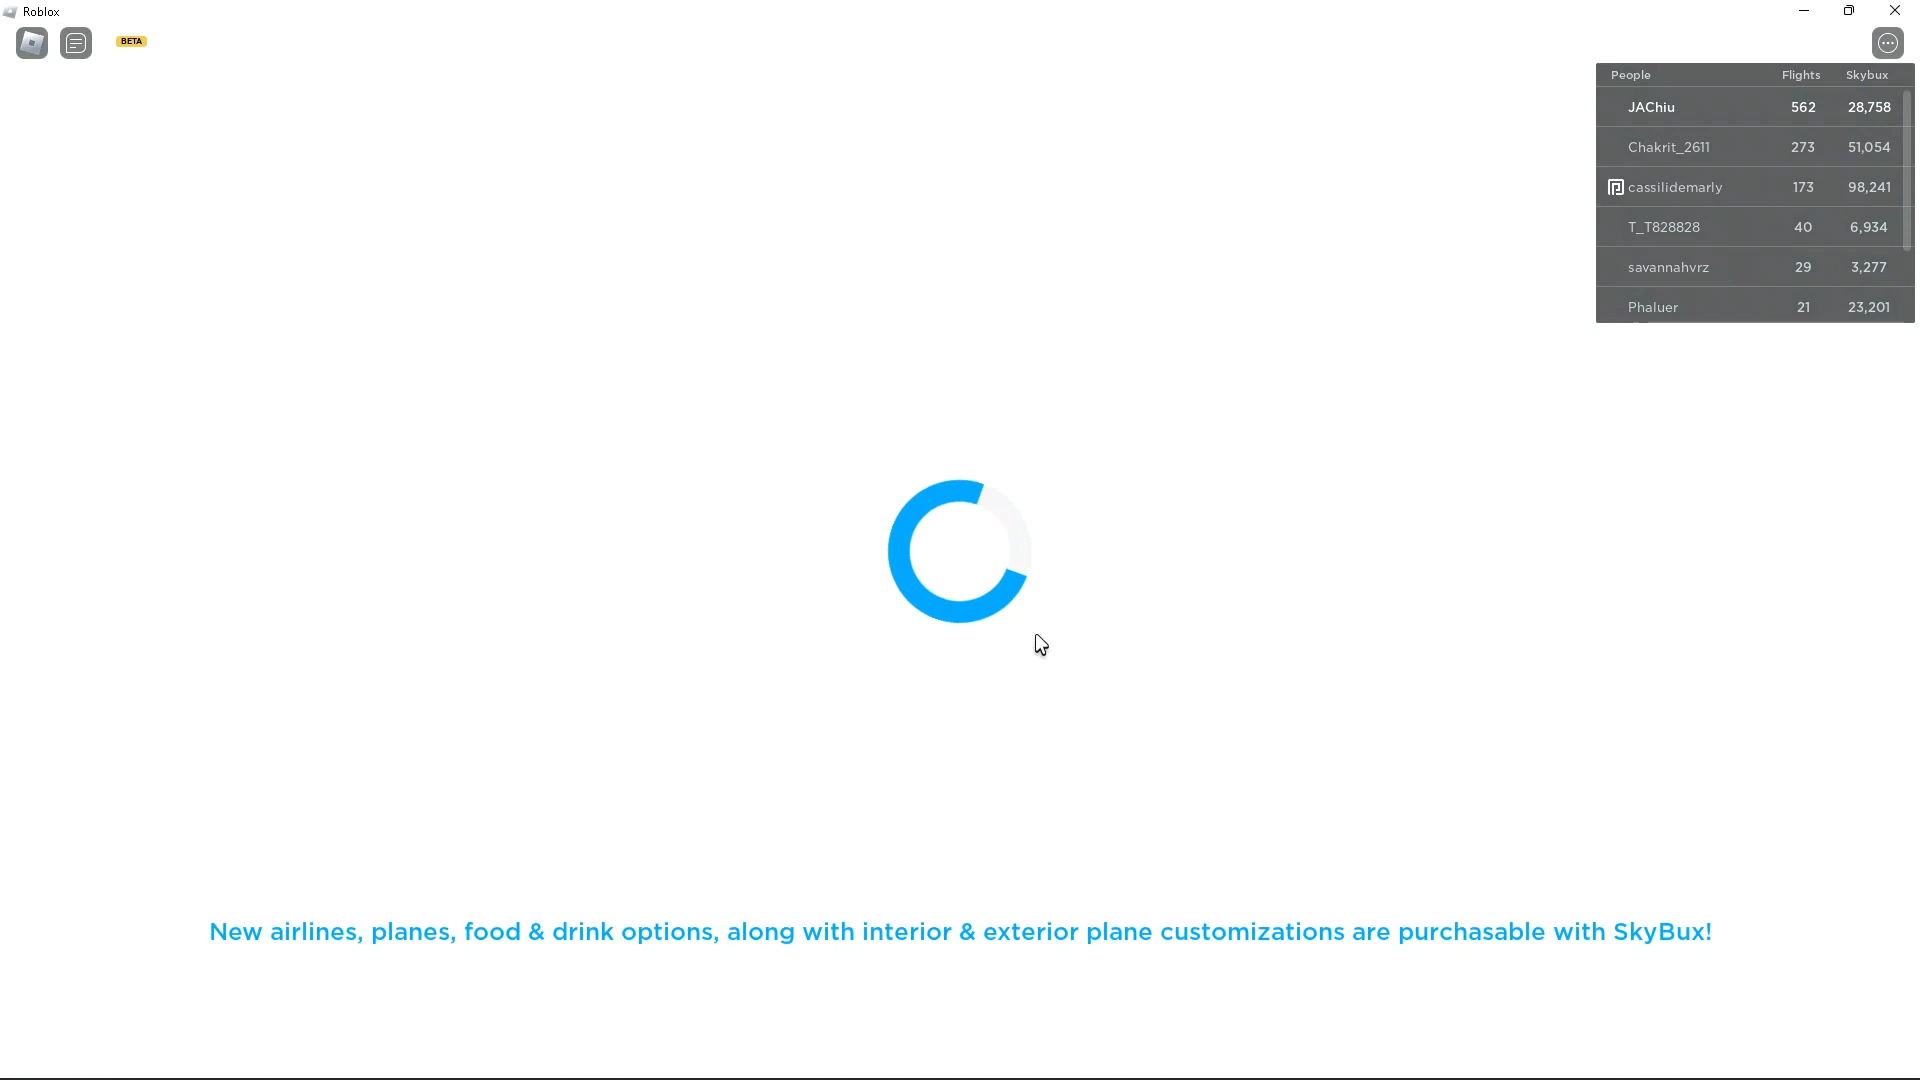 Roblox
BETA
People Flights Skybux
JAChiu 562 28,758
Chakrit_2611 273 51,054
cassilidemarly 173 98,241
T_T828828 40 6,934
savannahvrz 29 3,277
Phaluer 21 23,201
New airlines, planes, food & drink options, along with interior & exterior plane customizations are purchasable with SkyBux!